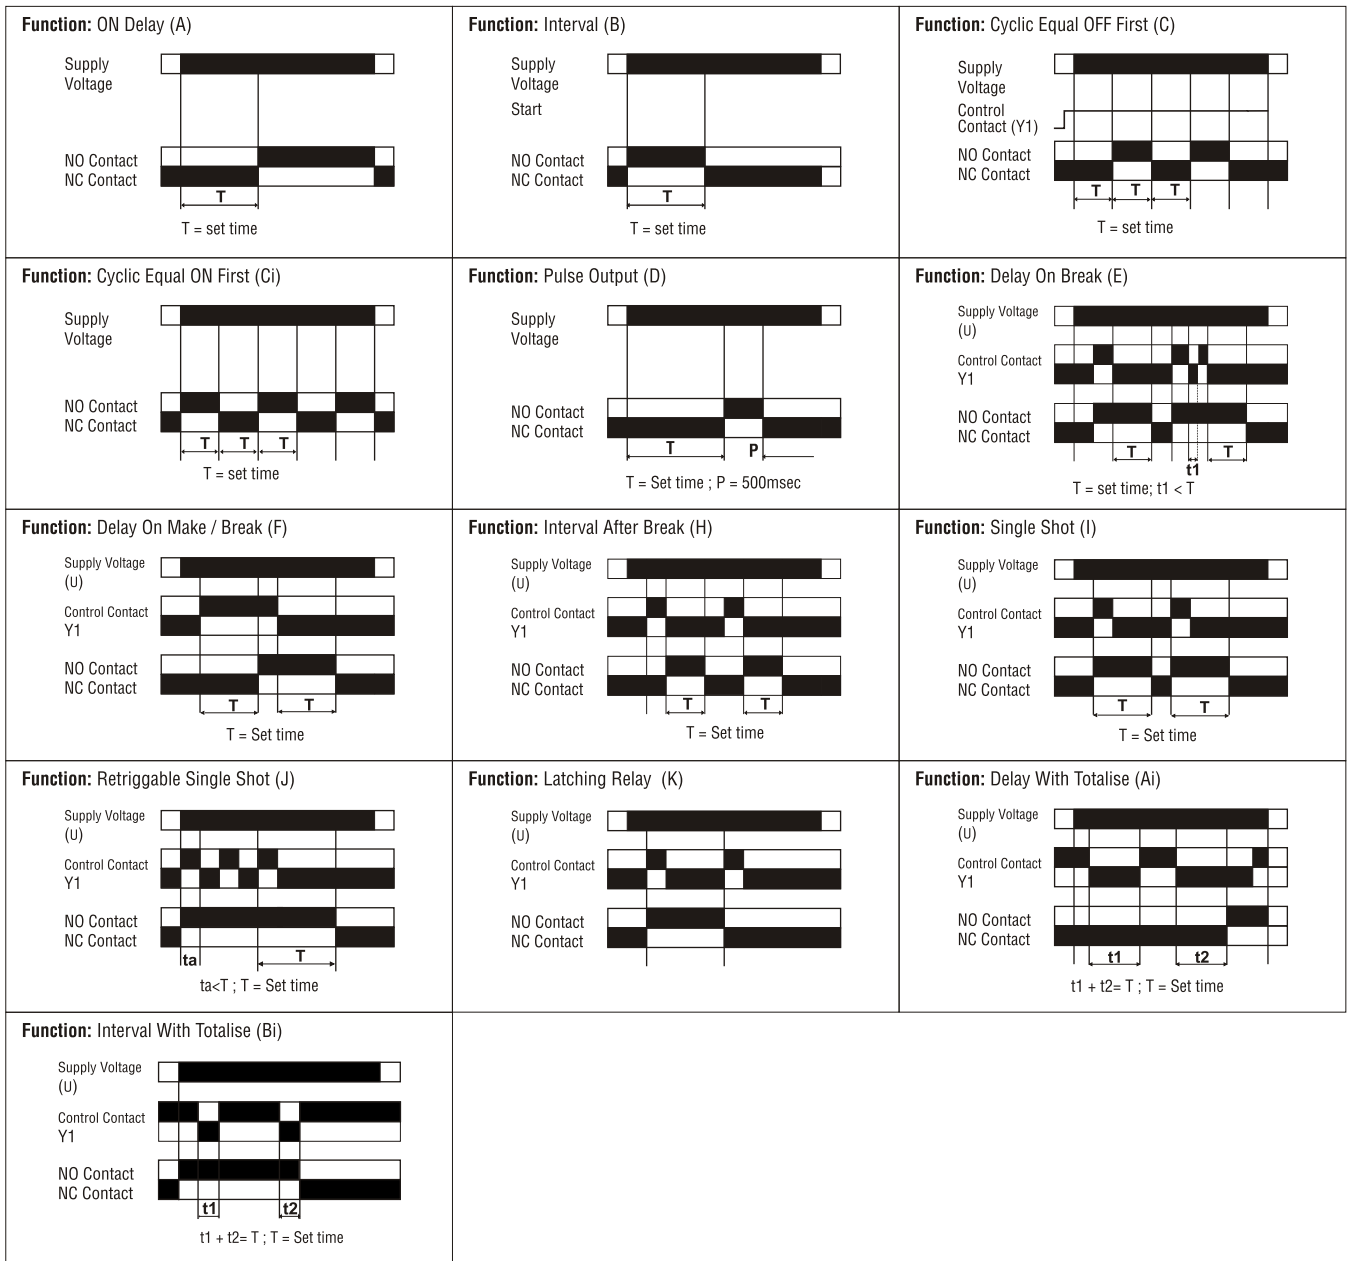 Function: ON Delay (A)
Supply
Voltage
NO Contact
NC Contact
T
T = set time
Function: Interval (B)
Supply
Voltage
Start
NO Contact
NC Contact
T
T = set time
Function: Cyclic Equal OFF First (C)
Supply
Voltage
Control
Contact (Y1)
NO Contact
NC Contact
T T T
T = set time
Function: Cyclic Equal ON First (Ci)
Supply
Voltage
NO Contact
NC Contact
T T T
T = set time
Function: Pulse Output (D)
Supply
Voltage
NO Contact
NC Contact
T P
T = Set time ; P = 500msec
Function: Delay On Break (E)
Supply Voltage
(U)
Control Contact
Y1
NO Contact
NC Contact
T t1 T
T = set time; t1 < T
Function: Delay On Make / Break (F)
Supply Voltage
(U)
Control Contact
Y1
NO Contact
NC Contact
T T
T = Set time
Function: Interval After Break (H)
Supply Voltage
(U)
Control Contact
Y1
NO Contact
NC Contact
T T
T = Set time
Function: Single Shot (I)
Supply Voltage
(U)
Control Contact
Y1
NO Contact
NC Contact
T T
T = Set time
Function: Retriggable Single Shot (J)
Supply Voltage
(U)
Control Contact
Y1
NO Contact
NC Contact
ta T
ta<T ; T = Set time
Function: Latching Relay (K)
Supply Voltage
(U)
Control Contact
Y1
NO Contact
NC Contact
Function: Delay With Totalise (Ai)
Supply Voltage
(U)
Control Contact
Y1
NO Contact
NC Contact
t1 t2
t1 + t2= T ; T = Set time
Function: Interval With Totalise (Bi)
Supply Voltage
(U)
Control Contact
Y1
NO Contact
NC Contact
t1 t2
t1 + t2= T ; T = Set time